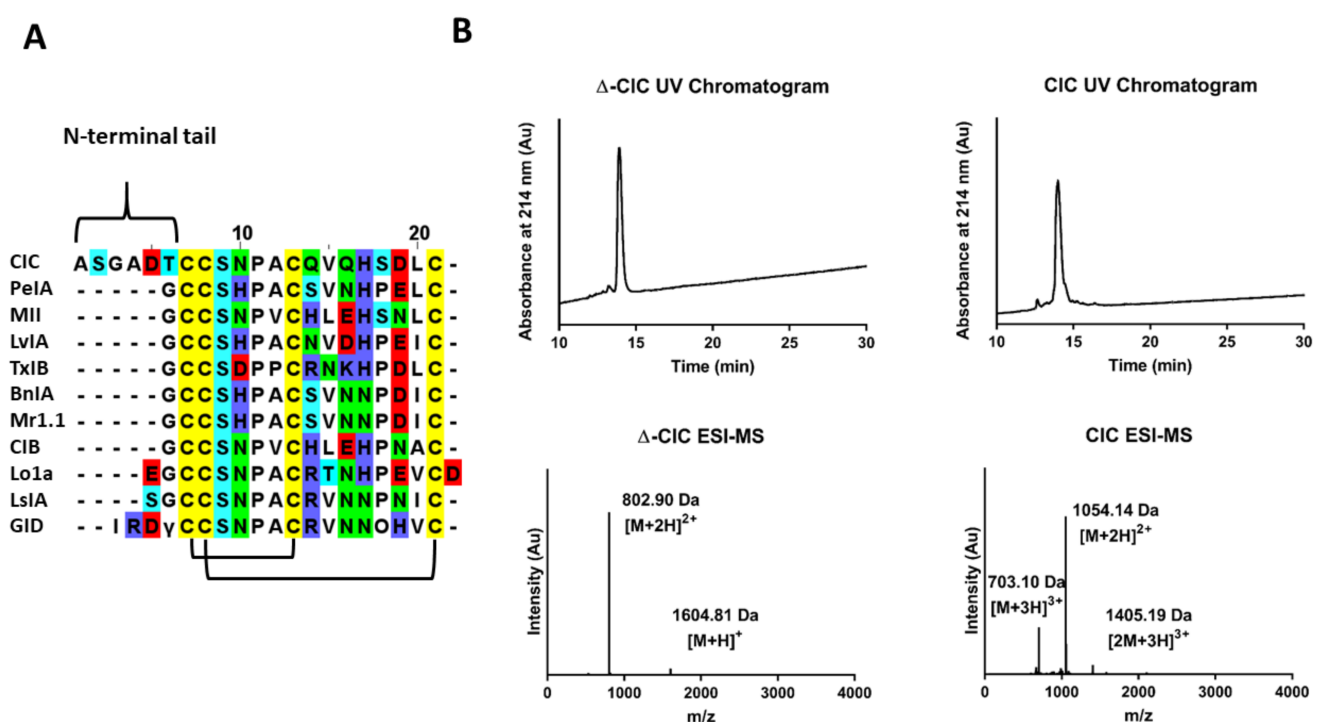 A
N-terminal tail
10 20
CIC ASGADTCCSNPACQVQHSDLC-
PeIA -----GCCSHPACSVNHPELC-
MII -----GCCSNPVCHLEHSNLC-
LvIA -----GCCSHPACNVDHPEIC-
TxIB -----GCCSDPPCRNKHPDLC-
BnIA -----GCCSHPACSVNNPDIC-
Mr1.1 -----GCCSHPACSVNNPDIC-
CIB -----GCCSNPVCHLEHPNAC-
Lo1a ----EGCCSNPACRTNHPEVCD
LsIA ----SGCCSNPACRVNNPNIC-
GID --IRDγCCSNPACRVNNOHVC-
B
Δ-CIC UV Chromatogram
Absorbance at 214 nm (Au)
10 15 20 25 30
Time (min)
CIC UV Chromatogram
Absorbance at 214 nm (Au)
10 15 20 25 30
Time (min)
Δ-CIC ESI-MS
802.90 Da
[M+2H]2+
1604.81 Da
[M+H]+
Intensity (Au)
0 1000 2000 3000 4000
m/z
CIC ESI-MS
1054.14 Da
[M+2H]2+
703.10 Da
[M+3H]3+
1405.19 Da
[2M+3H]3+
Intensity (Au)
0 1000 2000 3000 4000
m/z